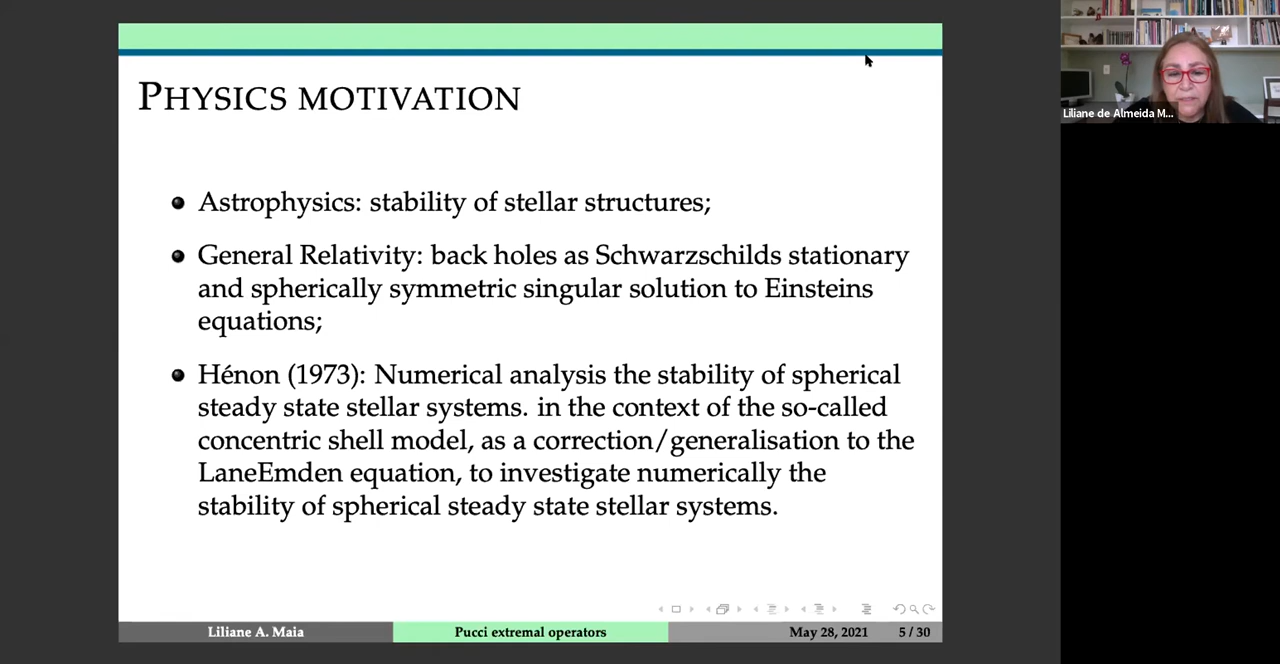 PHYSICS MOTIVATION
Astrophysics: stability of stellar structures;
General Relativity: back holes as Schwarzschilds stationary
and spherically symmetric singular solution to Einsteins
equations;
Hénon (1973): Numerical analysis the stability of spherical
steady state stellar systems. in the context of the so-called
concentric shell model, as a correction/generalisation to the
LaneEmden equation, to investigate numerically the
stability of spherical steady state stellar systems.
Liliane A. Maia
Pucci extremal operators
May 28, 2021
5 / 30
Liliane de Almeida M...